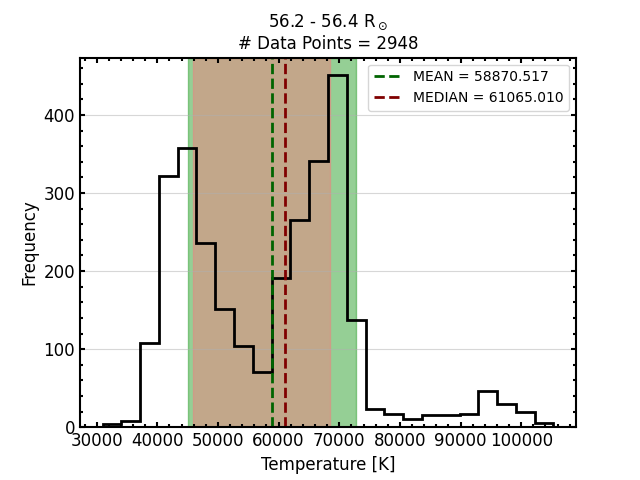 56.2 - 56.4 R⊙
# Data Points = 2948
MEAN = 58870.517
MEDIAN = 61065.010
Frequency
400
300
200
100
0
30000 40000 50000 60000 70000 80000 90000 100000
Temperature [K]